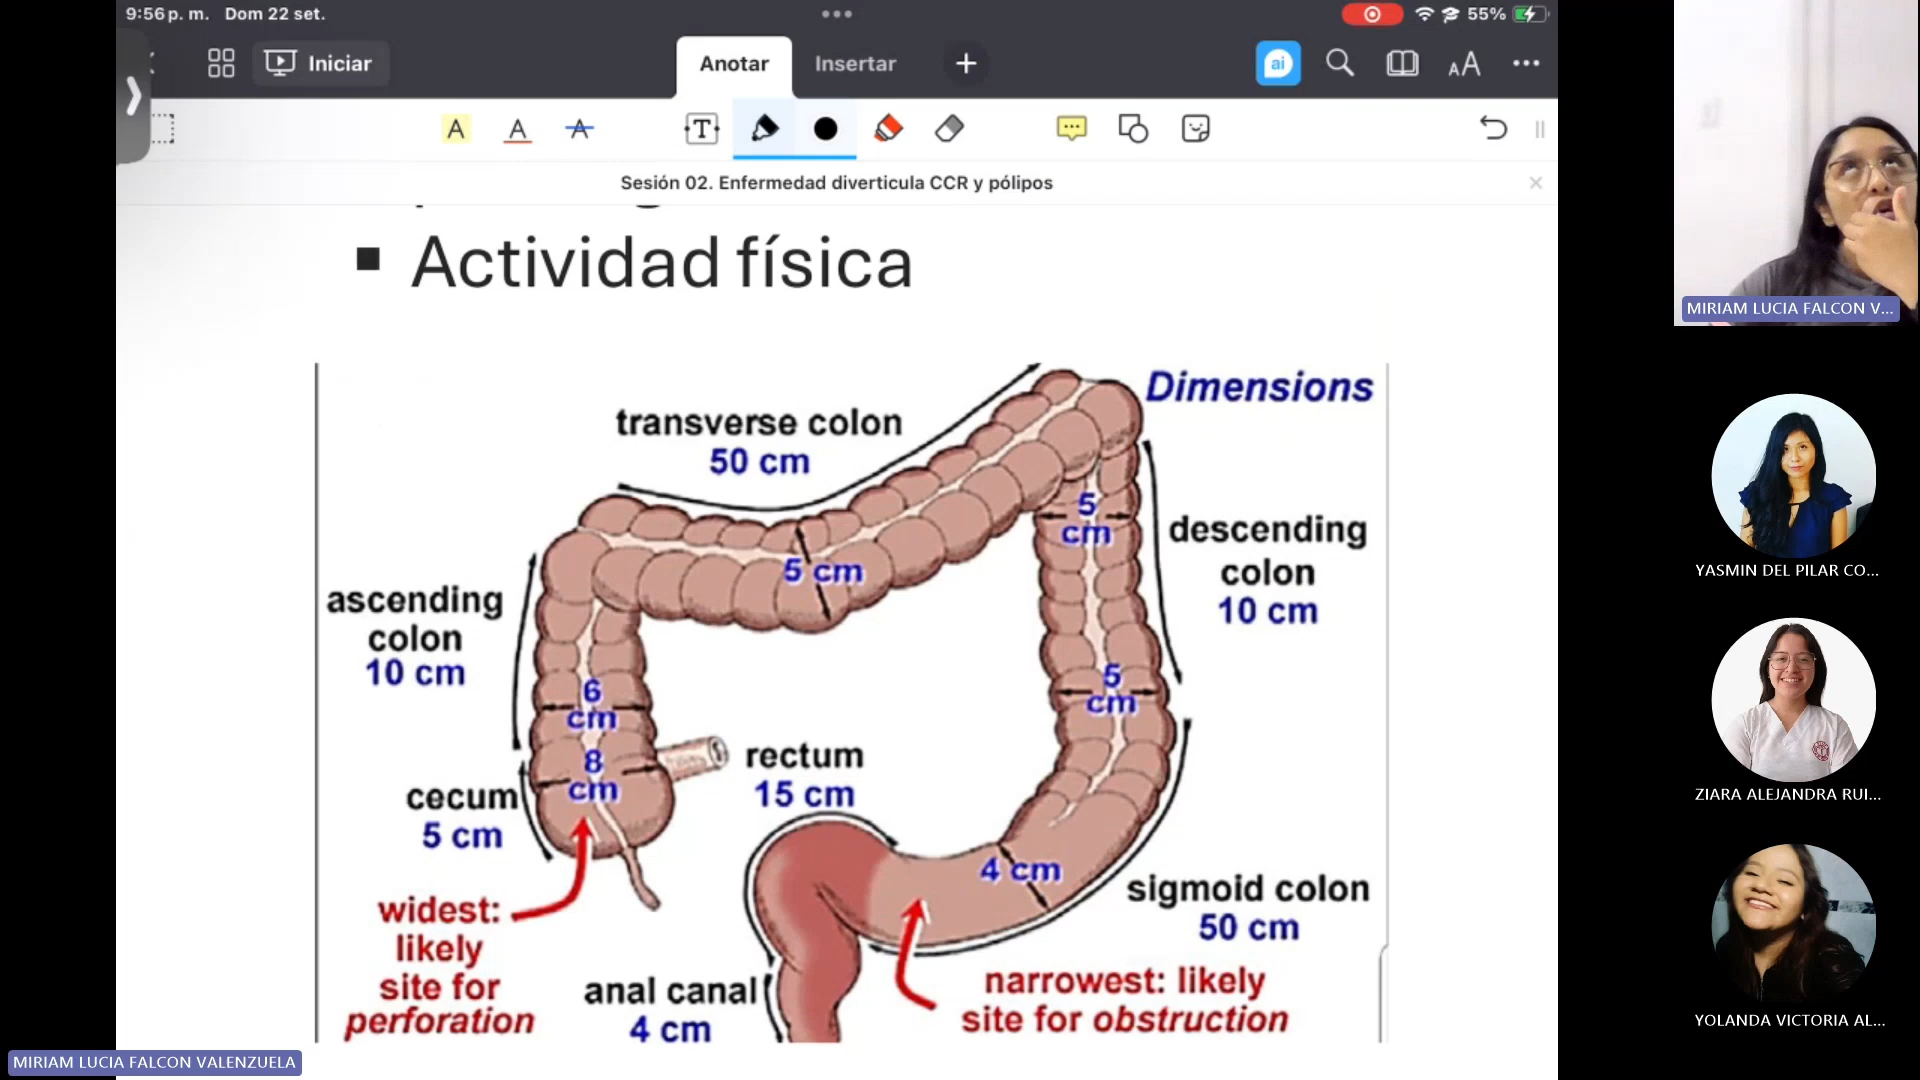 9:56 p. m. Dom 22 set.
55%
Iniciar
Anotar
Insertar
ai
AA
A
A
A
T
Sesión 02. Enfermedad diverticula CCR y pólipos
Actividad física
Dimensions
transverse colon
50 cm
5 cm
5
cm
descending
colon
10 cm
ascending
colon
10 cm
6
cm
5
cm
8
cm
rectum
15 cm
cecum
5 cm
4 cm
sigmoid colon
50 cm
widest:
likely
site for
perforation
anal canal
4 cm
narrowest: likely
site for obstruction
MIRIAM LUCIA FALCON V...
YASMIN DEL PILAR CO...
ZIARA ALEJANDRA RUI...
YOLANDA VICTORIA AL...
MIRIAM LUCIA FALCON VALENZUELA